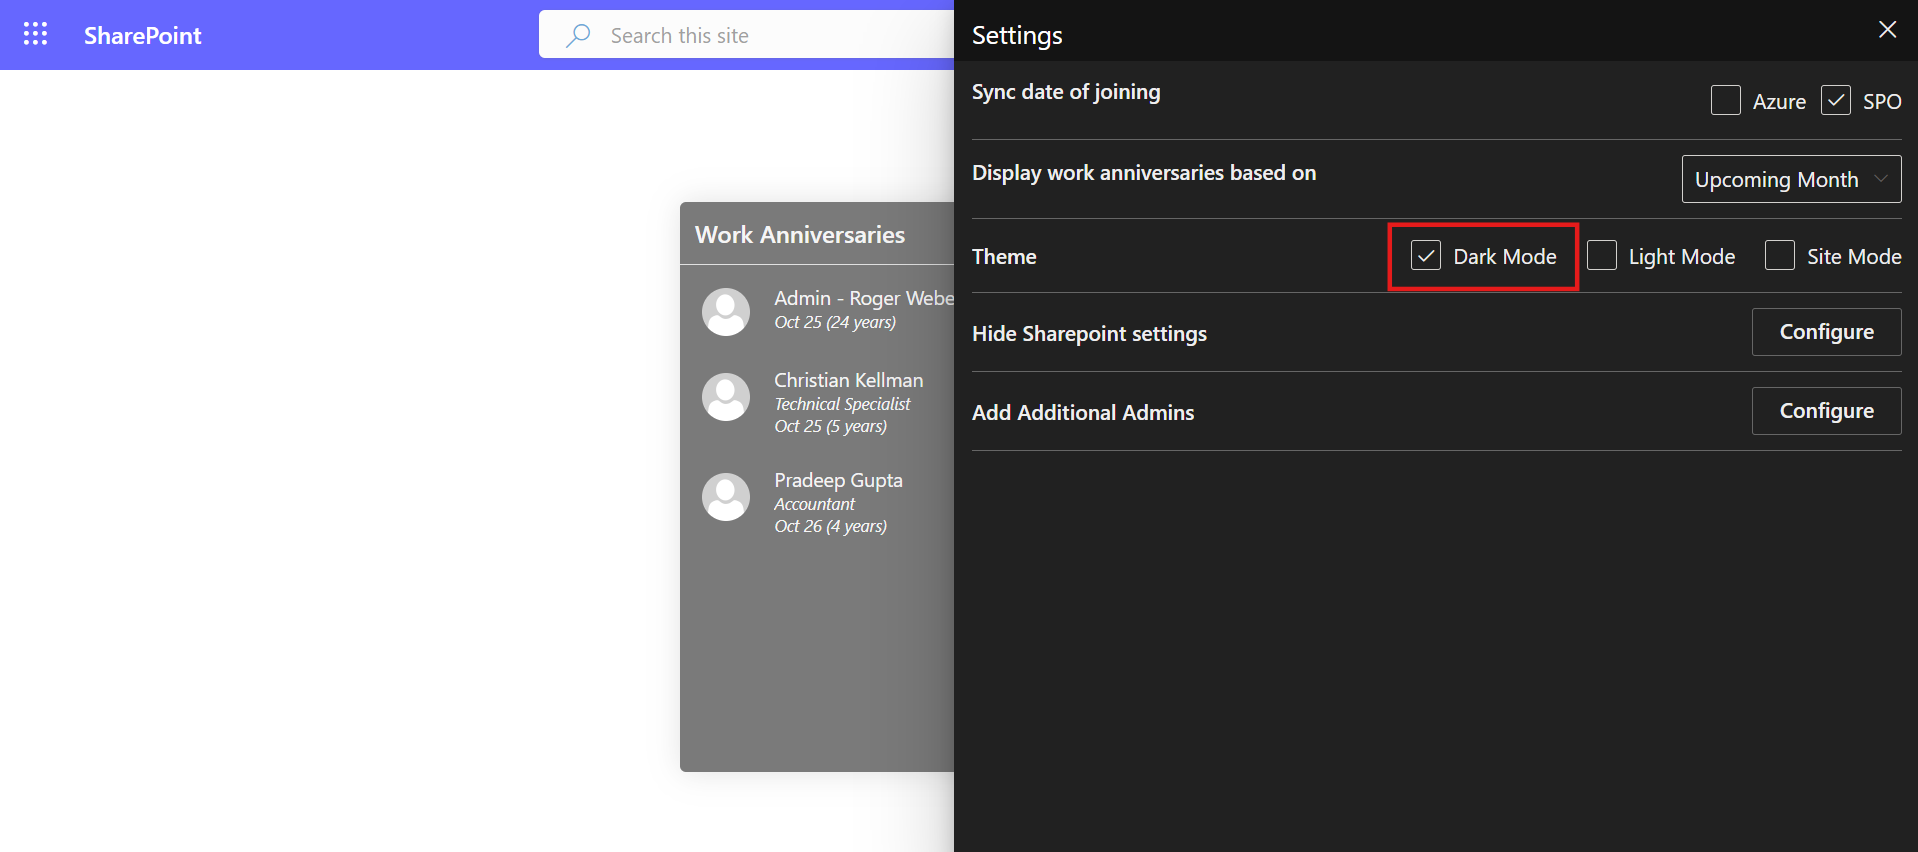 SharePoint
Search this site
Work Anniversaries
Admin - Roger Webe
Oct 25 (24 years)
Christian Kellman
Technical Specialist
Oct 25 (5 years)
Pradeep Gupta
Accountant
Oct 26 (4 years)
Settings
Sync date of joining
Azure SPO
Display work anniversaries based on
Upcoming Month
Theme
Dark Mode Light Mode Site Mode
Hide Sharepoint settings
Configure
Add Additional Admins
Configure